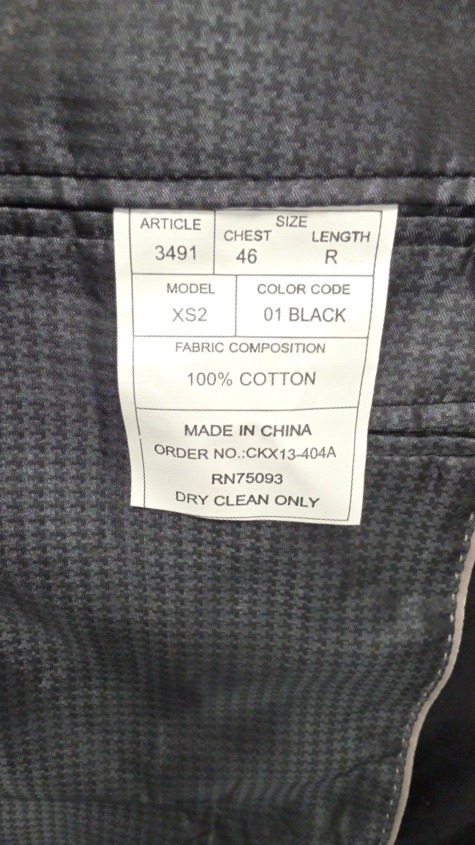 ARTICLE
3491
SIZE
CHEST LENGTH
46 R
MODEL
XS2
COLOR CODE
01 BLACK
FABRIC COMPOSITION
100% COTTON
MADE IN CHINA
ORDER NO.:CKX13-404A
RN75093
DRY CLEAN ONLY